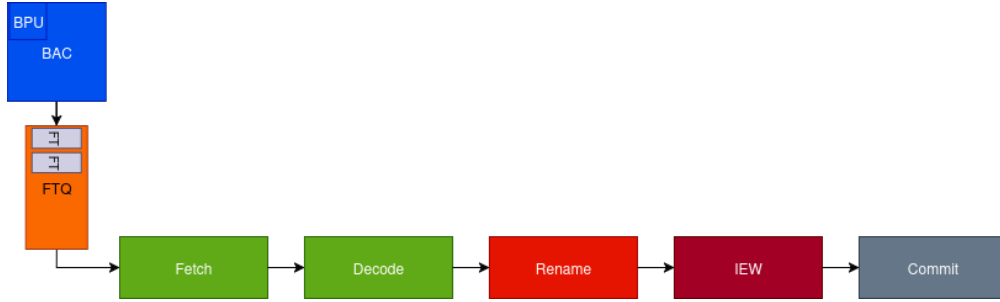 BPU
BAC
FT
FT
FTQ
Fetch
Decode
Rename
IEW
Commit